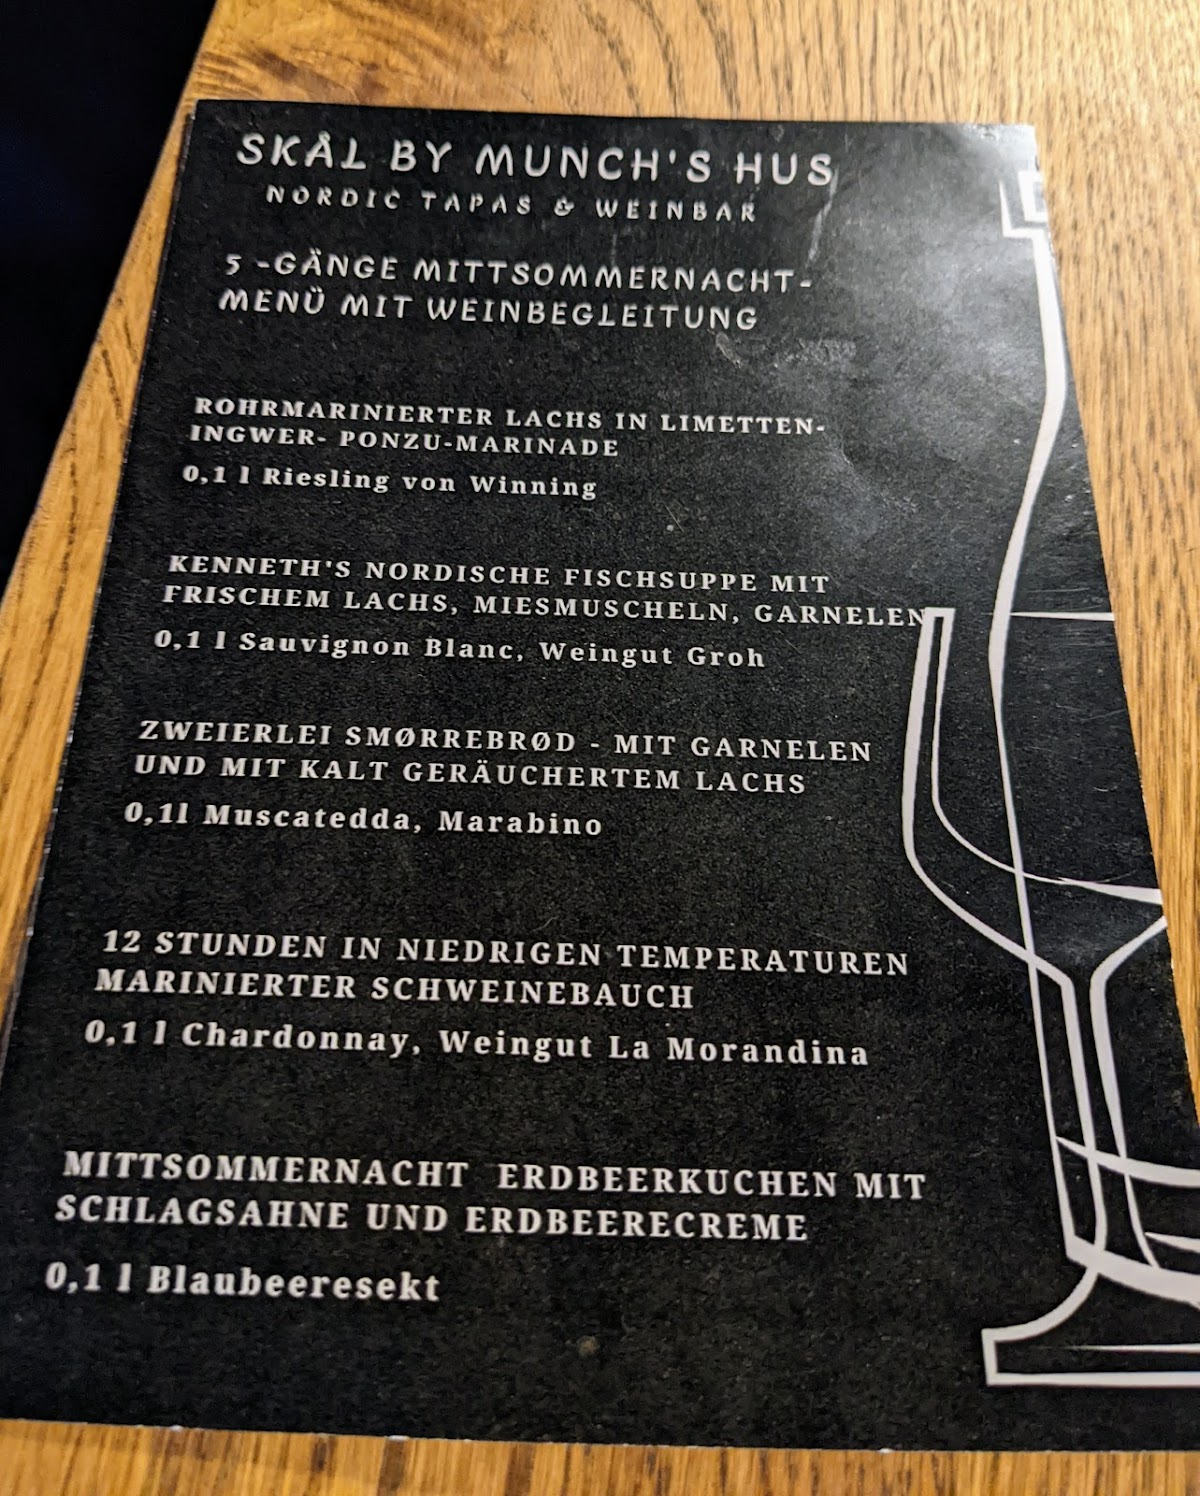 SKÅL BY MUNCH'S HUS
NORDIC TAPAS & WEINBAR
5 -GÄNGE MITTSOMMERNACHT-
MENÜ MIT WEINBEGLEITUNG
ROHRMARINIERTER LACHS IN LIMETTEN-
INGWER- PONZU-MARINADE
0,1 l Riesling von Winning
KENNETH'S NORDISCHE FISCHSUPPE MIT
FRISCHEM LACHS, MIESMUSCHELN, GARNELEN
0,1 l Sauvignon Blanc, Weingut Groh
ZWEIERLEI SMØRREBRØD - MIT GARNELEN
UND MIT KALT GERÄUCHERTEM LACHS
0,1l Muscatedda, Marabino
12 STUNDEN IN NIEDRIGEN TEMPERATUREN
MARINIERTER SCHWEINEBAUCH
0,1 l Chardonnay, Weingut La Morandina
MITTSOMMERNACHT ERDBEERKUCHEN MIT
SCHLAGSAHNE UND ERDBEERECREME
0,1 l Blaubeeresekt